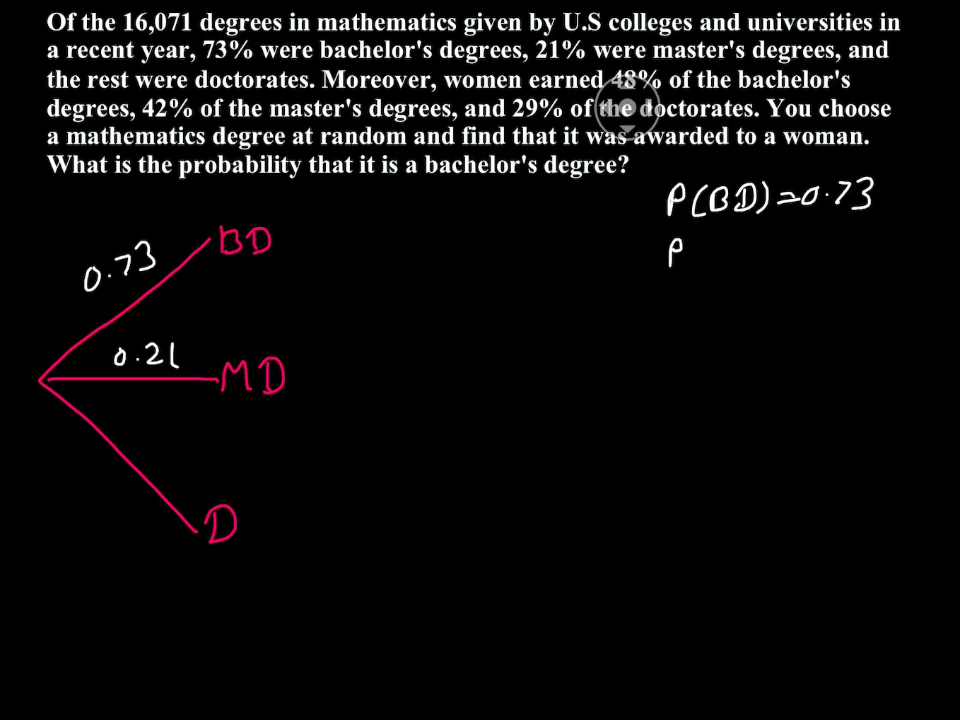 Of the 16,071 degrees in mathematics given by U.S colleges and universities in
a recent year, 73% were bachelor's degrees, 21% were master's degrees, and
the rest were doctorates. Moreover, women earned 48% of the bachelor's
degrees, 42% of the master's degrees, and 29% of the doctorates. You choose
a mathematics degree at random and find that it was awarded to a woman.
What is the probability that it is a bachelor's degree?
P(BD)=0.73
P
BD
0.73
0.21
MD
D